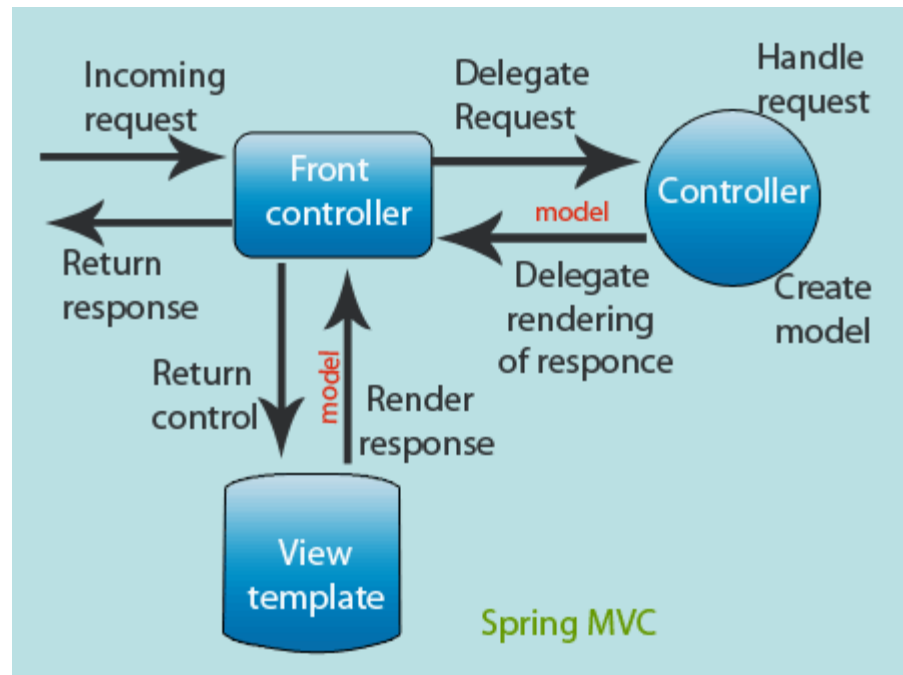 Incoming
request
Delegate
Request
Handle
request
Front
controller
Controller
model
Return
response
Delegate
rendering
of responce
Create
model
Return
control
model
Render
response
View
template
Spring MVC